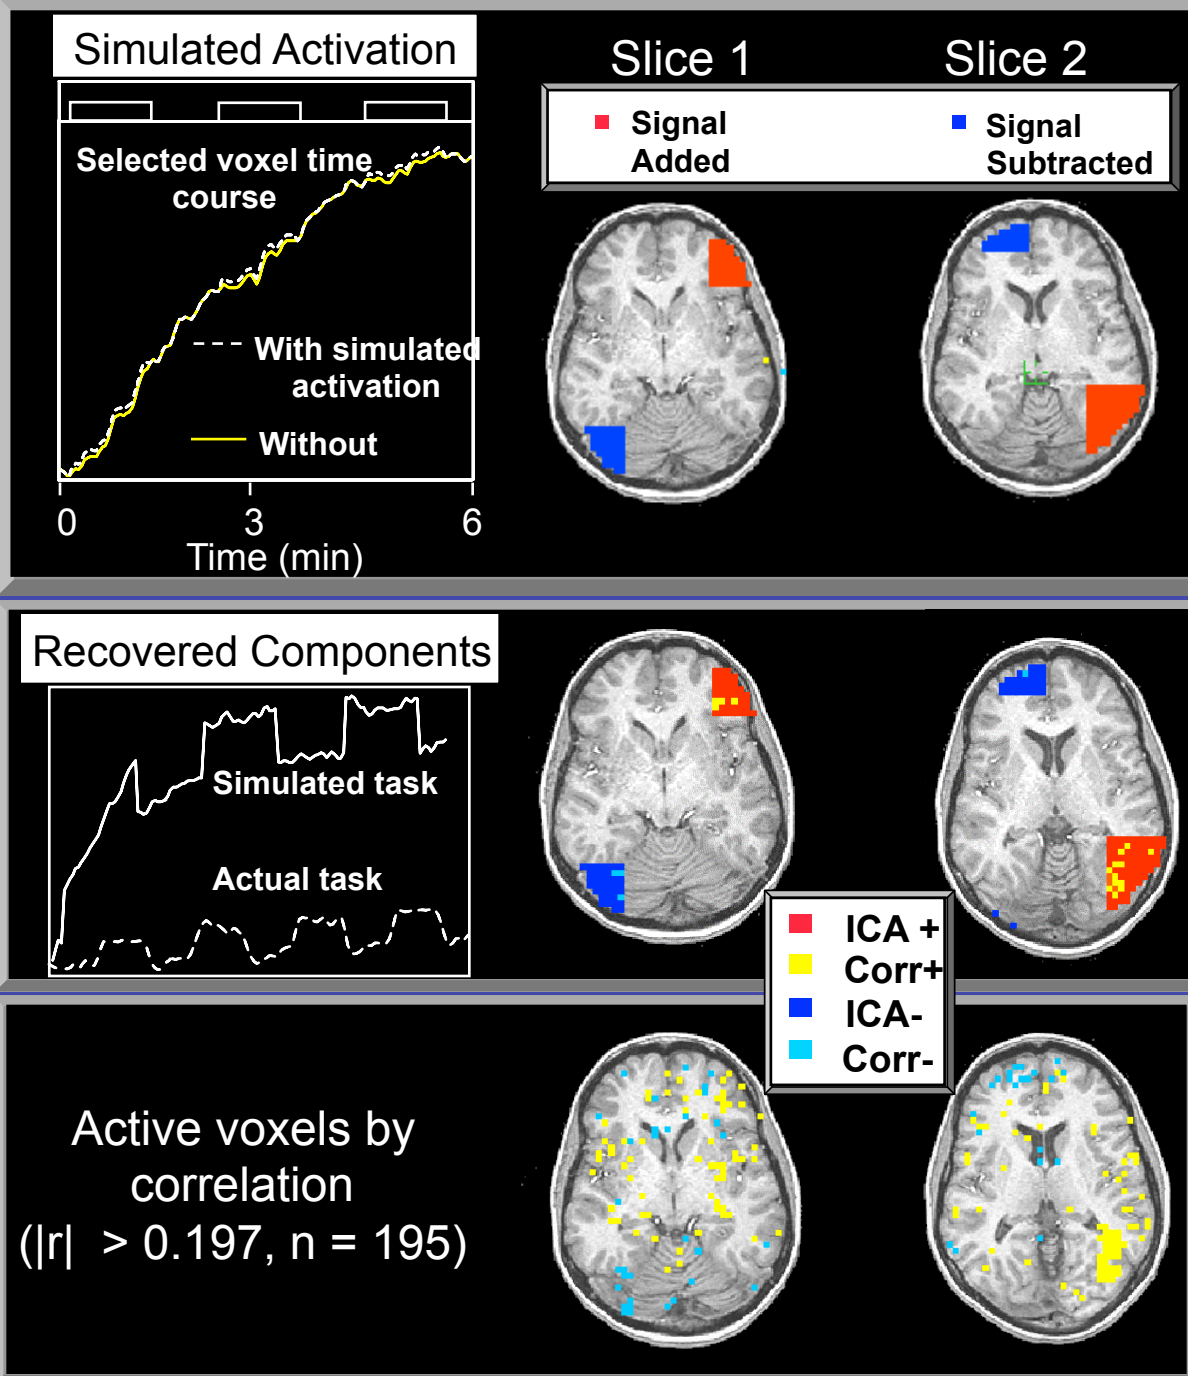 Simulated Activation
Slice 1
Slice 2
Signal
Added
Signal
Subtracted
Selected voxel time
course
With simulated
activation
Without
0
3
6
Time (min)
Recovered Components
Simulated task
Actual task
ICA +
Corr+
ICA-
Corr-
Active voxels by
correlation
(|r| > 0.197, n = 195)